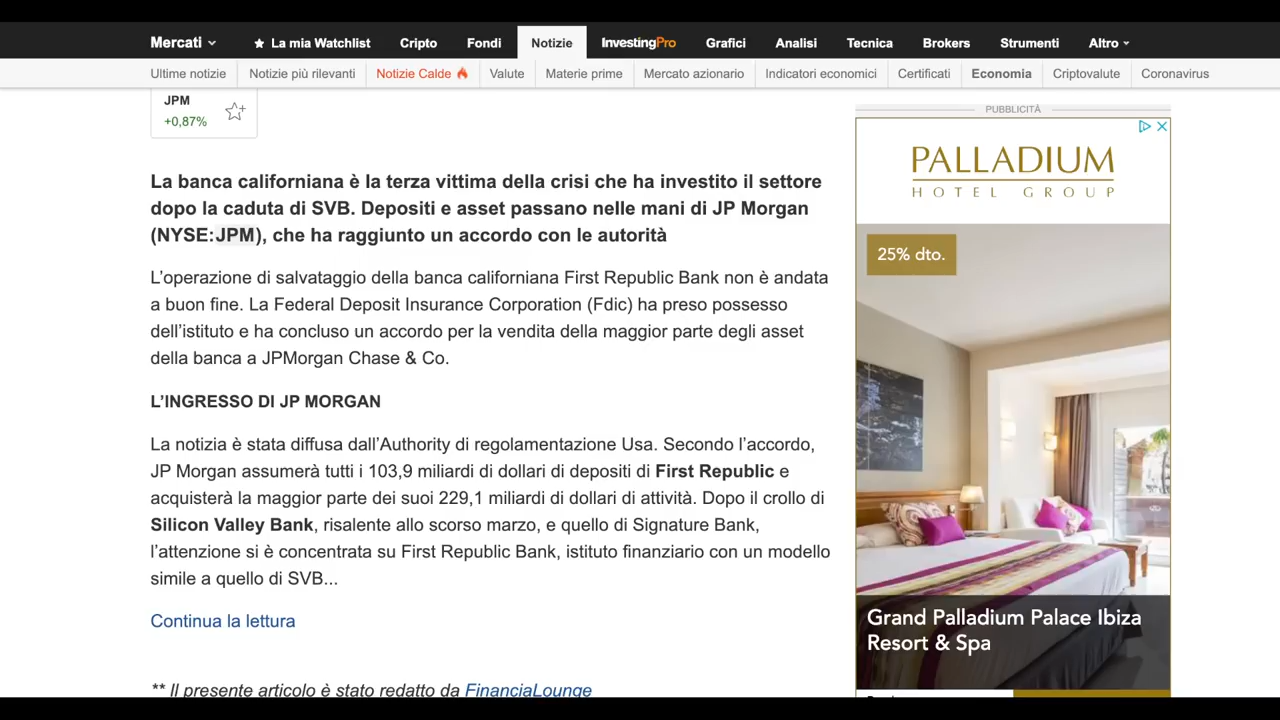 Mercati
La mia Watchlist
Cripto
Fondi
Notizie
InvestingPro
Grafici
Analisi
Tecnica
Brokers
Strumenti
Altro
Ultime notizie
Notizie più rilevanti
Notizie Calde
Valute
Materie prime
Mercato azionario
Indicatori economici
Certificati
Economia
Criptovalute
Coronavirus
JPM
+0,87%
La banca californiana è la terza vittima della crisi che ha investito il settore
dopo la caduta di SVB. Depositi e asset passano nelle mani di JP Morgan
(NYSE:JPM), che ha raggiunto un accordo con le autorità
L’operazione di salvataggio della banca californiana First Republic Bank non è andata
a buon fine. La Federal Deposit Insurance Corporation (Fdic) ha preso possesso
dell’istituto e ha concluso un accordo per la vendita della maggior parte degli asset
della banca a JPMorgan Chase & Co.
L’INGRESSO DI JP MORGAN
La notizia è stata diffusa dall’Authority di regolamentazione Usa. Secondo l’accordo,
JP Morgan assumerà tutti i 103,9 miliardi di dollari di depositi di First Republic e
acquisterà la maggior parte dei suoi 229,1 miliardi di dollari di attività. Dopo il crollo di
Silicon Valley Bank, risalente allo scorso marzo, e quello di Signature Bank,
l’attenzione si è concentrata su First Republic Bank, istituto finanziario con un modello
simile a quello di SVB...
Continua la lettura
** Il presente articolo è stato redatto da FinanciaLounge
PUBBLICITÀ
PALLADIUM
HOTEL GROUP
25% dto.
Grand Palladium Palace Ibiza
Resort & Spa